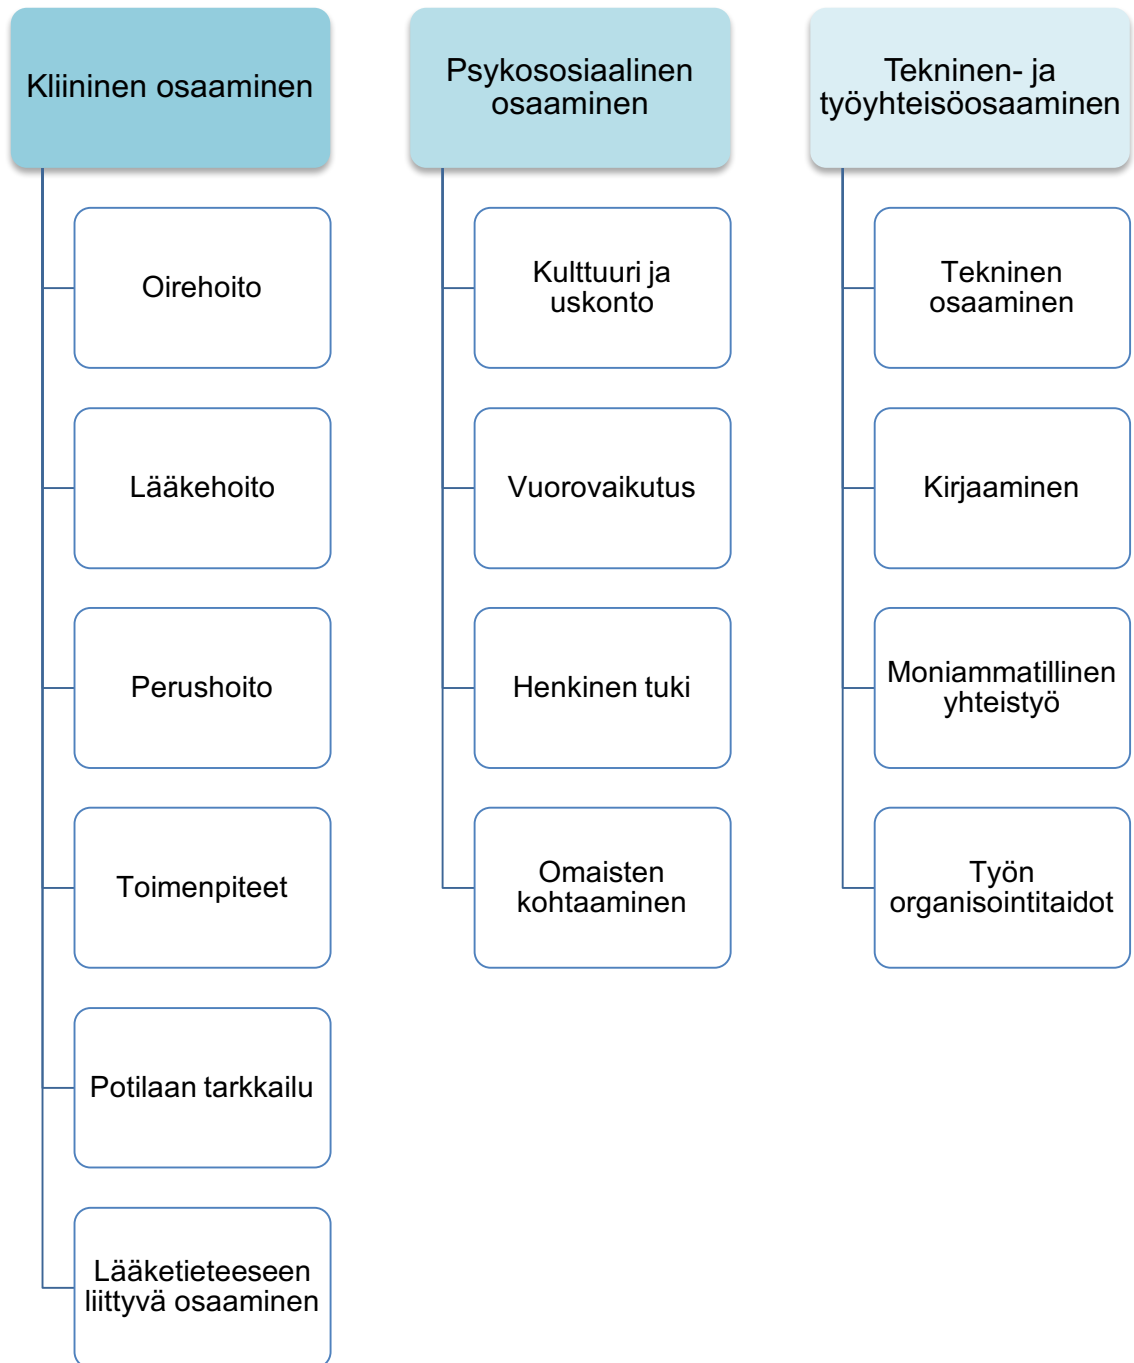 Kliininen osaaminen
Oirehoito
Lääkehoito
Perushoito
Toimenpiteet
Potilaan tarkkailu
Lääketieteeseen
liittyvä osaaminen
Psykososiaalinen
osaaminen
Kulttuuri ja
uskonto
Vuorovaikutus
Henkinen tuki
Omaisten
kohtaaminen
Tekninen- ja
työyhteisöosaaminen
Tekninen
osaaminen
Kirjaaminen
Moniammatillinen
yhteistyö
Työn
organisointitaidot